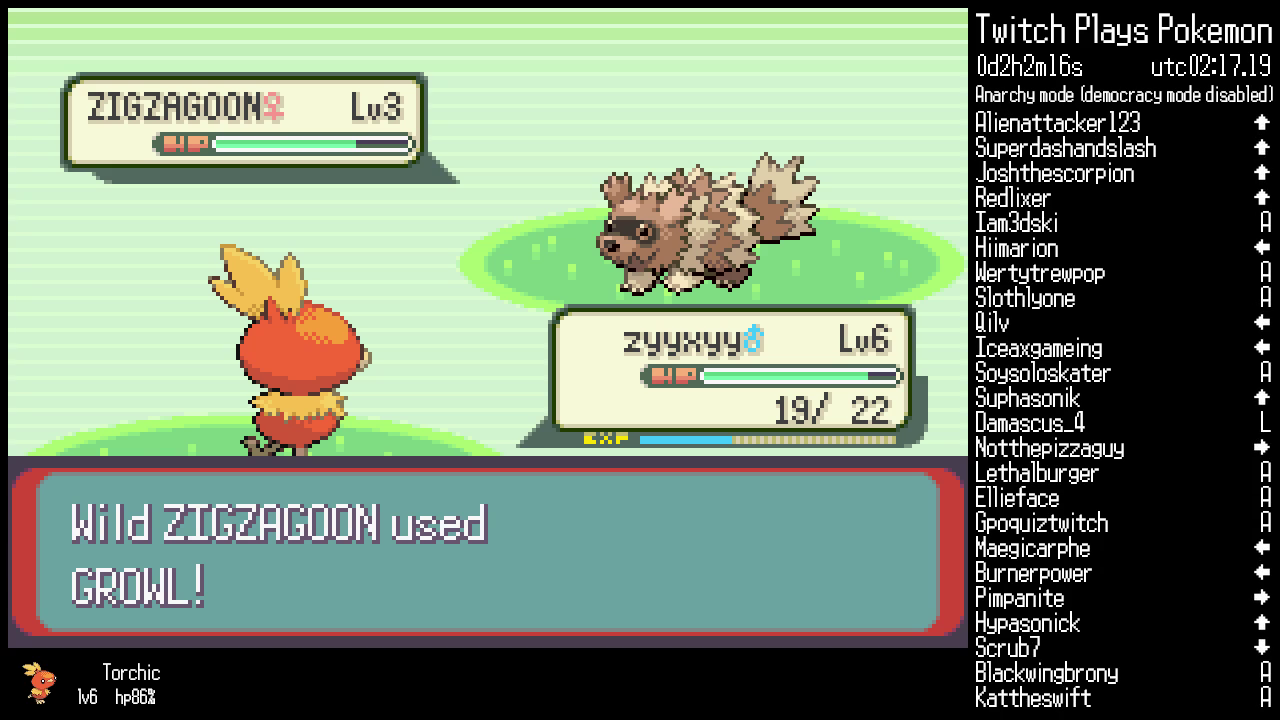 ZIGZAGOON♀ Lv3
zyyxyy♂ Lv6
19/ 22
EXP
Wild ZIGZAGOON used
GROWL!
Torchic
lv6 hp86%
Twitch Plays Pokemon
0d2h2m16s utc02:17.19
Anarchy mode (democracy mode disabled)
Alienattacker123 ↑
Superdashandslash ↑
Joshthescorpion ↑
Redlixer ↑
Iam3dski A
Hiimarion ←
Wertytrewpop A
Slothlyone A
Qilv ←
Iceaxgameing ←
Soysoloskater A
Suphasonik ↑
Damascus_4 L
Notthepizzaguy →
Lethalburger A
Ellieface A
Gpoquiztwitch A
Maegicarphe ←
Burnerpower ←
Pimpanite →
Hypasonick ↑
Scrub7 ↓
Blackwingbrony A
Kattheswift A